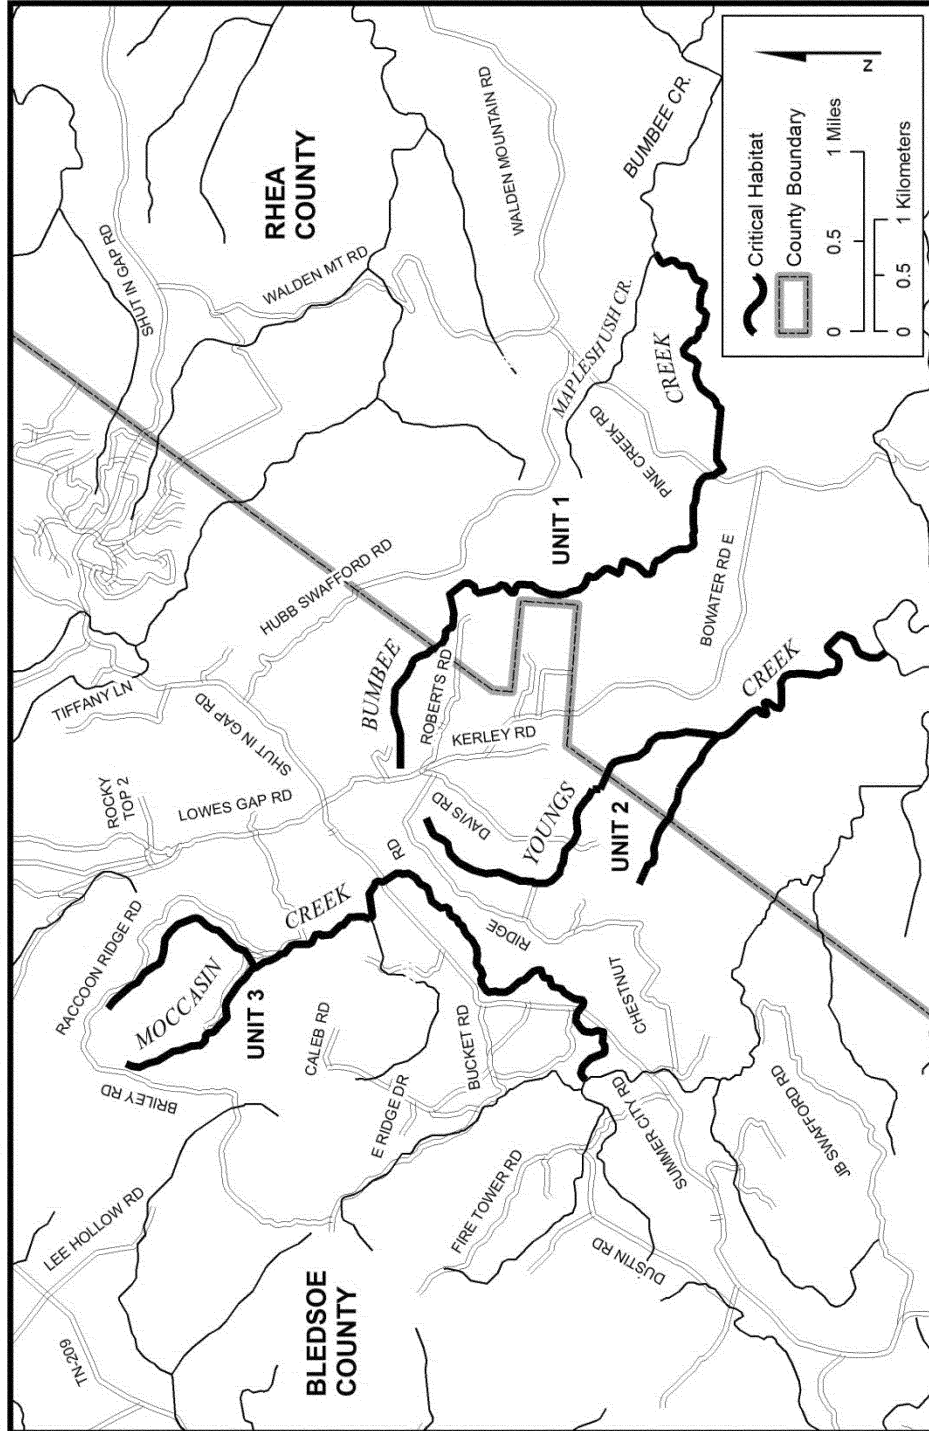 TN-209
LEE HOLLOW RD
BRILEY RD
RACCOON RIDGE RD
ROCKY
TOP 2
TIFFANY LN
SHUT IN GAP RD
LOWES GAP RD
SHUT IN GAP RD
HUBB SWAFFORD RD
WALDEN MT RD
RHEA
COUNTY
MOCCASIN
CREEK
UNIT 3
CALEB RD
E RIDGE DR
BUCKET RD
BLEDSOE
COUNTY
RD
RIDGE
CHESTNUT
BUMBEE
ROBERTS RD
KERLEY RD
DAVIS RD
YOUNGS
CREEK
UNIT 2
UNIT 1
MAPLESHUSH CR.
WALDEN MOUNTAIN RD
BUMBEE CR.
PINE CREEK RD
CREEK
BOWATER RD E
FIRE TOWER RD
DUSTIN RD
SUMMER CITY RD
JB SWAFFORD RD
Critical Habitat
County Boundary
0 0.5 1 Miles
0 0.5 1 Kilometers
N